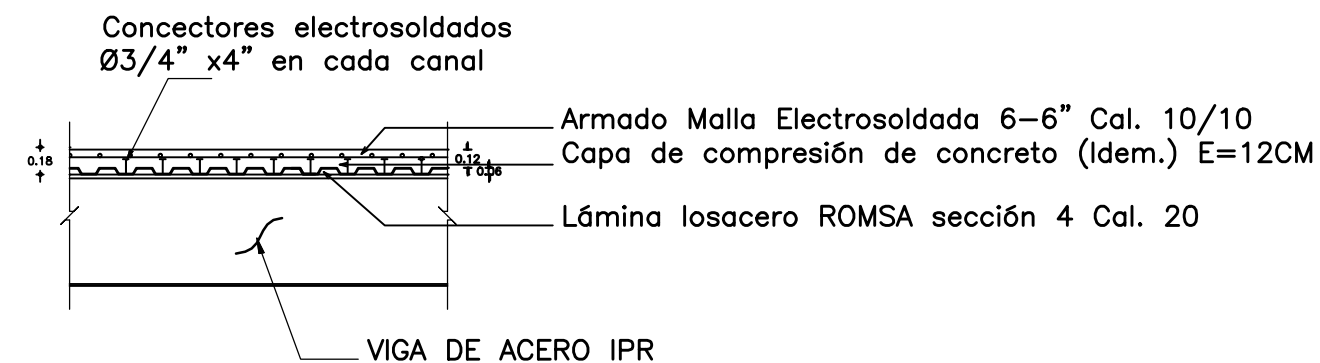 Concectores electrosoldados
Ø3/4” x4” en cada canal
Armado Malla Electrosoldada 6-6” Cal. 10/10
0.18
0.12
Capa de compresión de concreto (Idem.) E=12CM
0.06
Lámina losacero ROMSA sección 4 Cal. 20
VIGA DE ACERO IPR